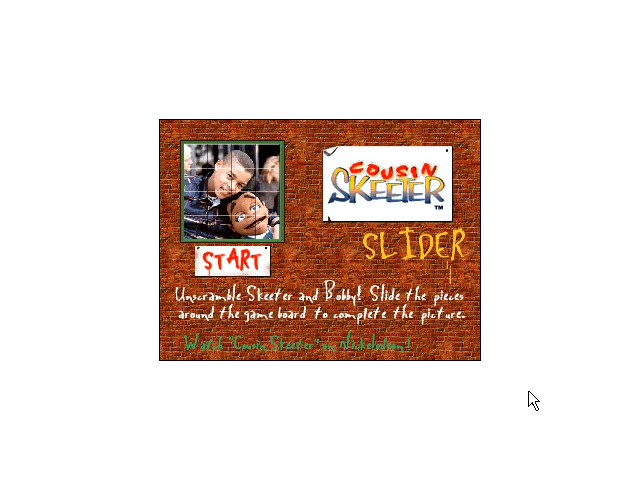 COUSIN
SKEETER
TM
SLIDER
START
Unscramble Skeeter and Bobby! Slide the pieces
around the game board to complete the picture.
Watch "Cousin Skeeter" on Nickelodeon!